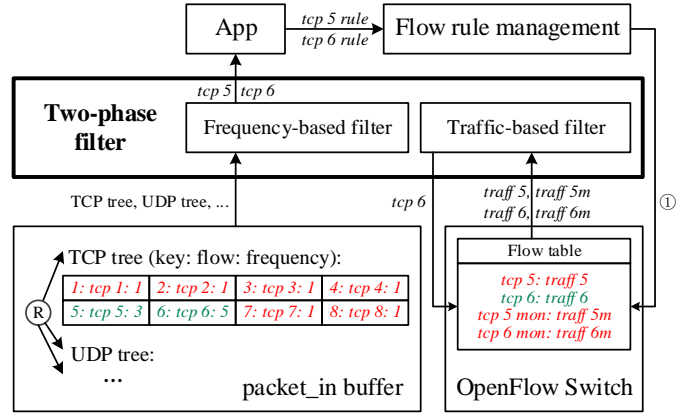 App
tcp 5 rule
tcp 6 rule
Flow rule management
Two-phase
filter
tcp 5 tcp 6
Frequency-based filter
Traffic-based filter
TCP tree, UDP tree, ...
tcp 6
traff 5, traff 5m
traff 6, traff 6m
①
TCP tree (key: flow: frequency):
1: tcp 1: 1 2: tcp 2: 1 3: tcp 3: 1 4: tcp 4: 1
5: tcp 5: 3 6: tcp 6: 5 7: tcp 7: 1 8: tcp 8: 1
R
UDP tree:
...
packet_in buffer
Flow table
tcp 5: traff 5
tcp 6: traff 6
tcp 5 mon: traff 5m
tcp 6 mon: traff 6m
OpenFlow Switch